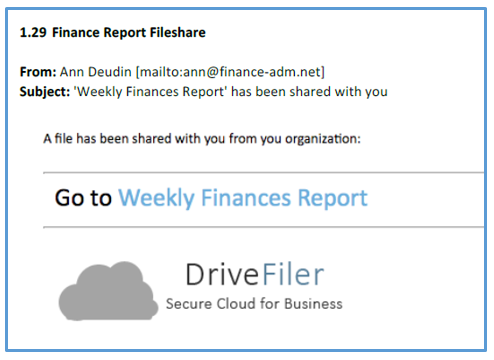 1.29 Finance Report Fileshare
From: Ann Deudin [mailto:ann@finance-adm.net]
Subject: 'Weekly Finances Report' has been shared with you
A file has been shared with you from you organization:
Go to Weekly Finances Report
DriveFiler
Secure Cloud for Business